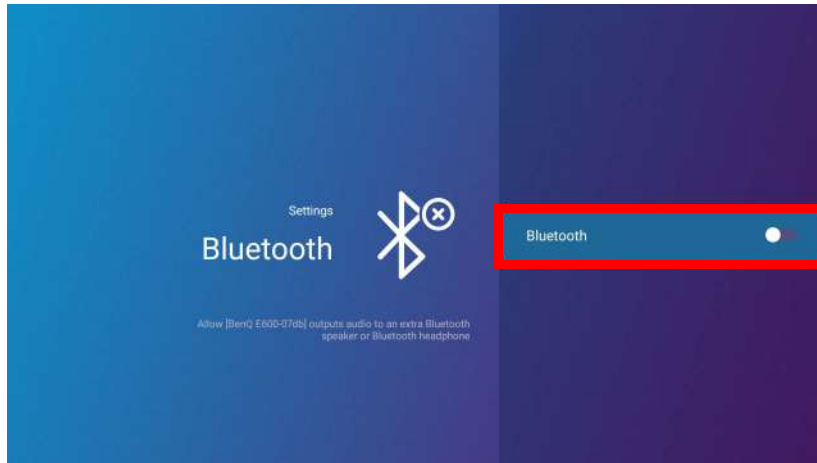 Settings
Bluetooth
Allow [BenQ E600-07db] outputs audio to an extra Bluetooth
speaker or Bluetooth headphone
Bluetooth